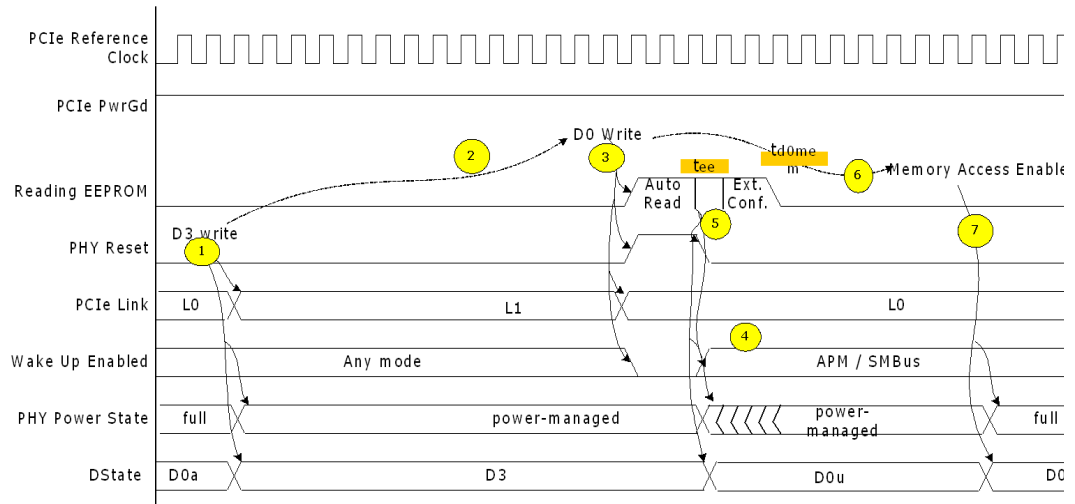 PCIe Reference
Clock
PCIe PwrGd
D0 Write
2
3
tee
td0me
m
6
Memory Access Enable
Reading EEPROM
Auto
Read
Ext.
Conf.
5
7
D3 write
1
PHY Reset
PCIe Link
L0
L1
L0
4
Wake Up Enabled
Any mode
APM / SMBus
PHY Power State
full
power-managed
power-
managed
full
DState
D0a
D3
D0u
D0